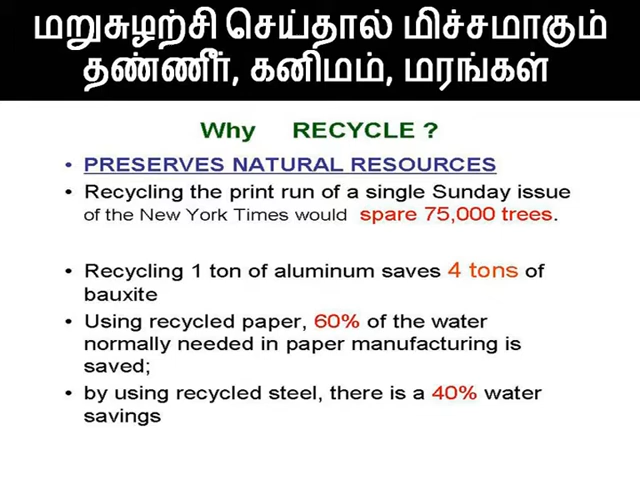 மறுசுழற்சி செய்தால் மிச்சமாகும்
தண்ணீர், கனிமம், மரங்கள்
Why RECYCLE ?
• PRESERVES NATURAL RESOURCES
• Recycling the print run of a single Sunday issue
of the New York Times would spare 75,000 trees.
• Recycling 1 ton of aluminum saves 4 tons of
bauxite
• Using recycled paper, 60% of the water
normally needed in paper manufacturing is
saved;
• by using recycled steel, there is a 40% water
savings